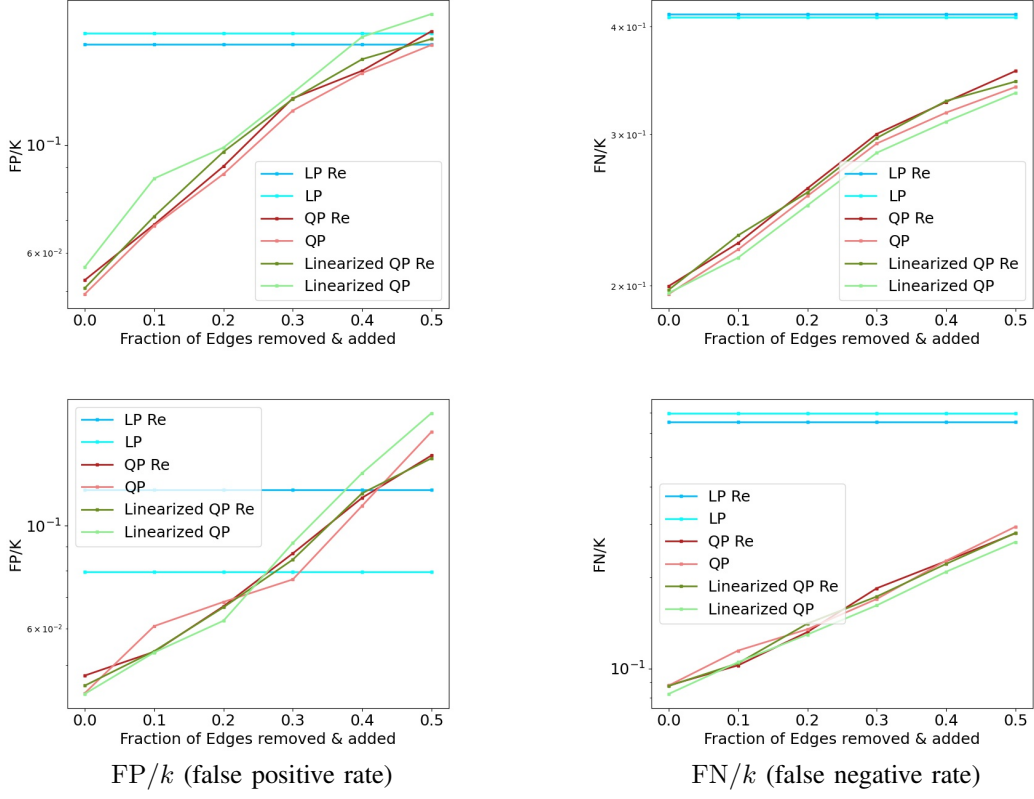 FP/K
10⁻¹
6 × 10⁻²
LP Re
LP
QP Re
QP
Linearized QP Re
Linearized QP
0.0 0.1 0.2 0.3 0.4 0.5
Fraction of Edges removed & added
FN/K
4 × 10⁻¹
3 × 10⁻¹
2 × 10⁻¹
LP Re
LP
QP Re
QP
Linearized QP Re
Linearized QP
0.0 0.1 0.2 0.3 0.4 0.5
Fraction of Edges removed & added
FP/K
10⁻¹
6 × 10⁻²
LP Re
LP
QP Re
QP
Linearized QP Re
Linearized QP
0.0 0.1 0.2 0.3 0.4 0.5
Fraction of Edges removed & added
FP/k (false positive rate)
FN/K
10⁻¹
LP Re
LP
QP Re
QP
Linearized QP Re
Linearized QP
0.0 0.1 0.2 0.3 0.4 0.5
Fraction of Edges removed & added
FN/k (false negative rate)